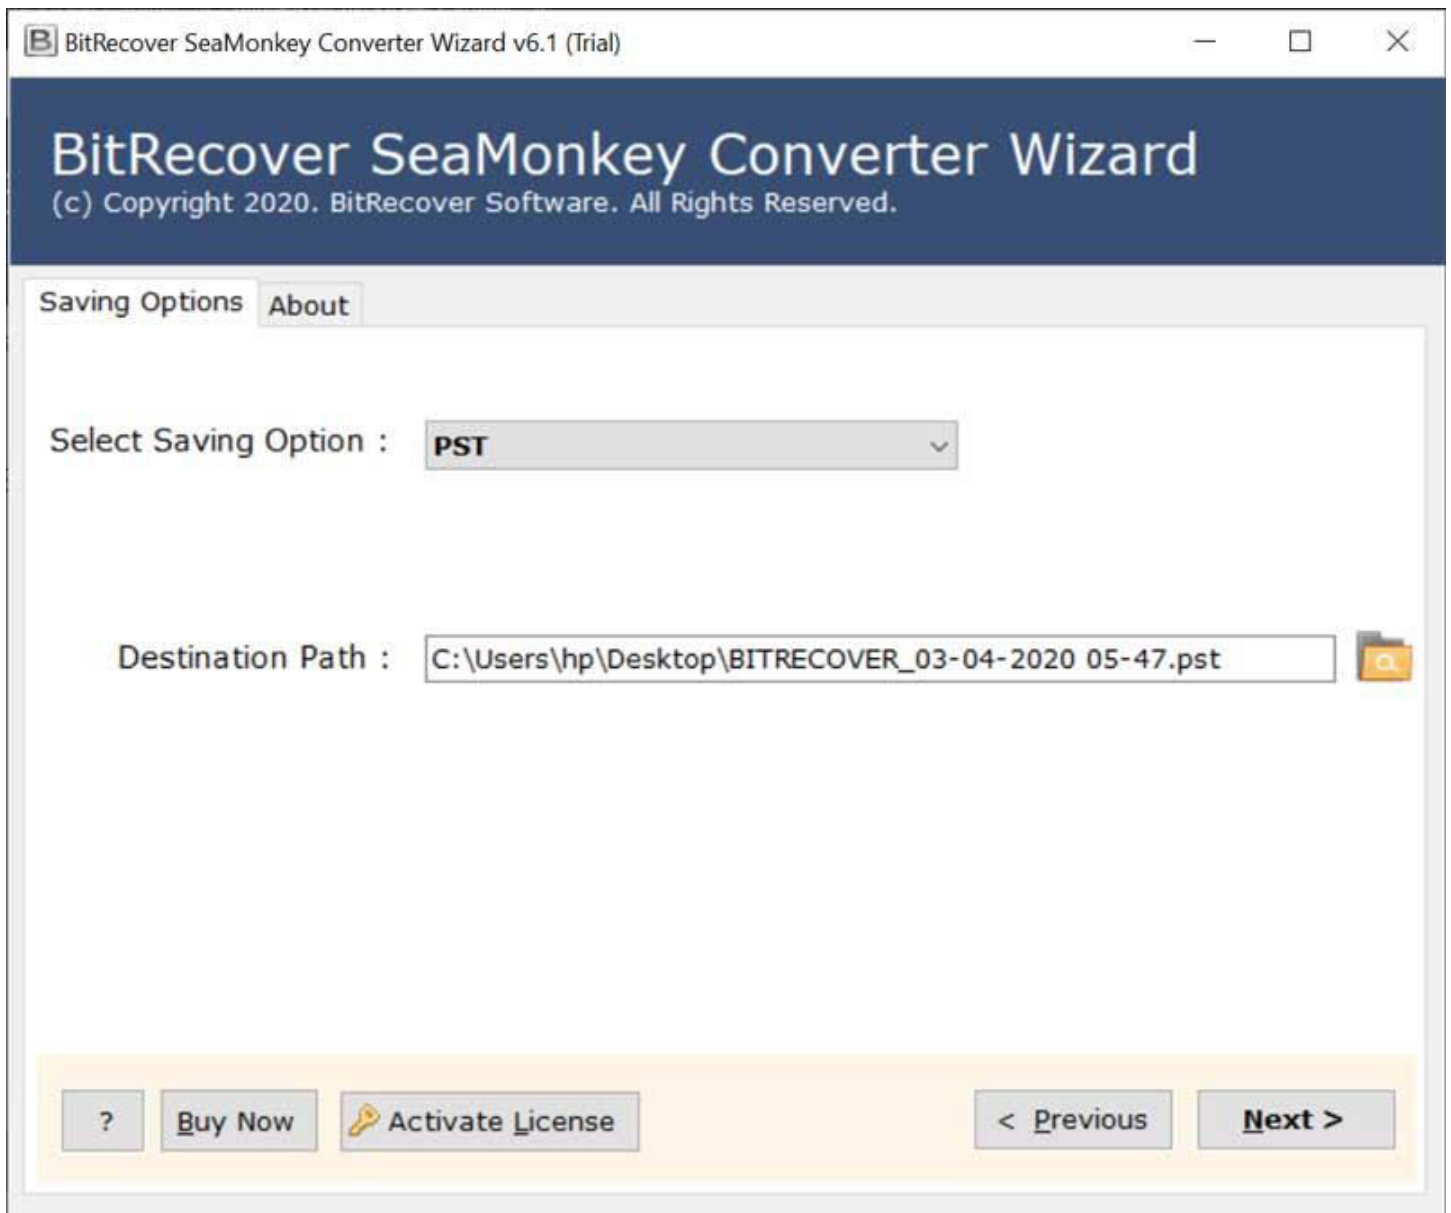 BitRecover SeaMonkey Converter Wizard v6.1 (Trial)
BitRecover SeaMonkey Converter Wizard
(c) Copyright 2020. BitRecover Software. All Rights Reserved.
Saving Options About
Select Saving Option : PST
Destination Path : C:\Users\hp\Desktop\BITRECOVER_03-04-2020 05-47.pst
? Buy Now Activate License < Previous Next >